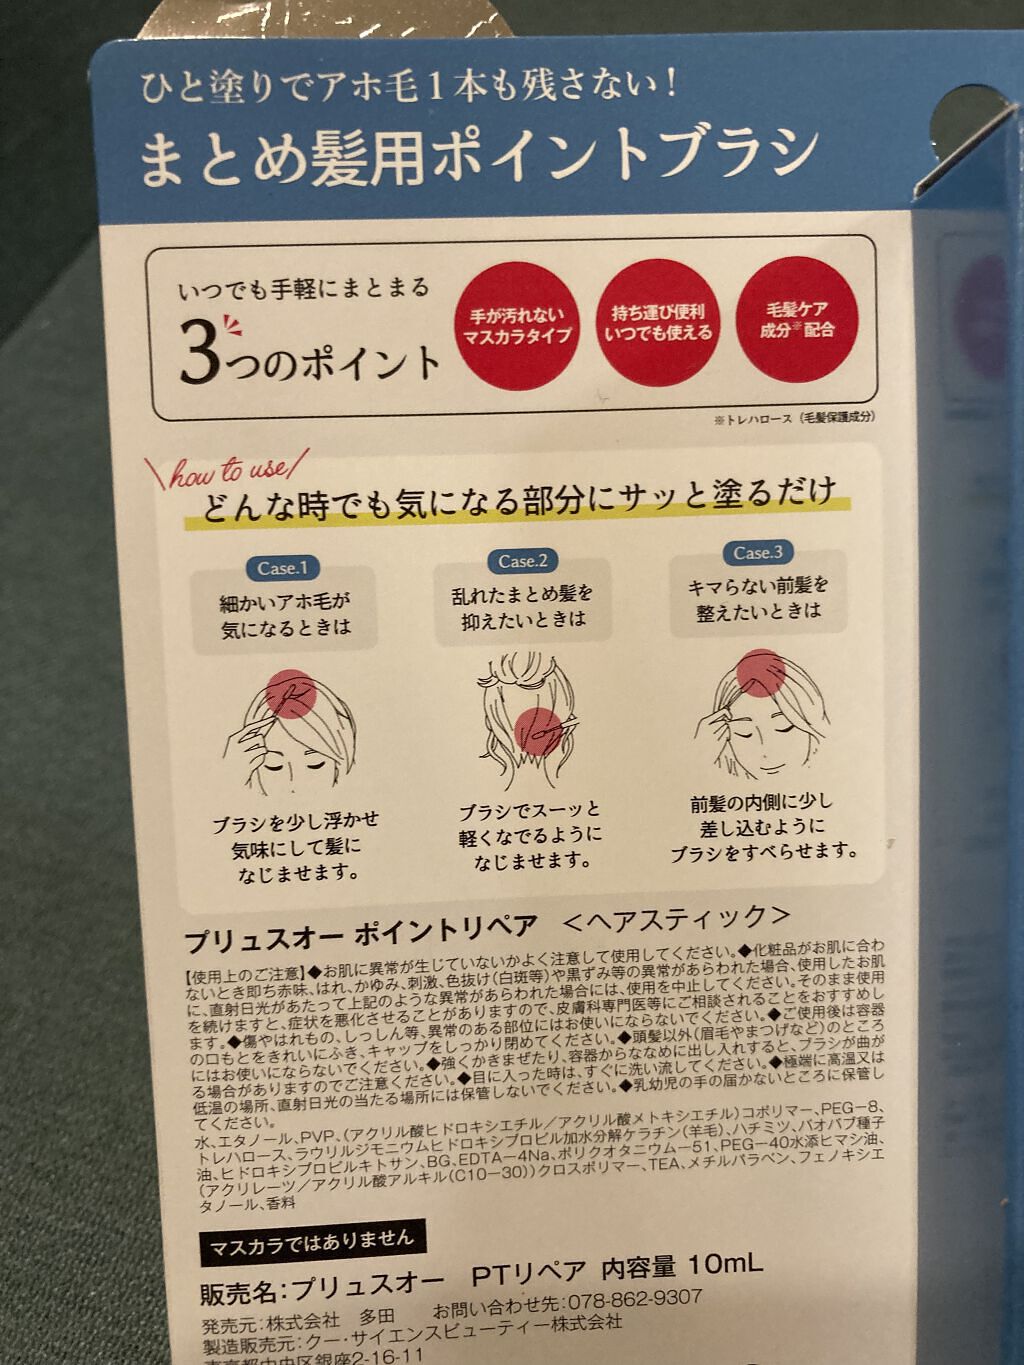 ひと塗りでアホ毛1本も残さない!
まとめ髪用ポイントブラシ
いつでも手軽にまとまる
3つのポイント
手が汚れない
マスカラタイプ
持ち運び便利
いつでも使える
毛髪ケア
成分※配合
※トレハロース(毛髪保護成分)
how to use
どんな時でも気になる部分にサッと塗るだけ
Case.1
細かいアホ毛が
気になるときは
ブラシを少し浮かせ
気味にして髪に
なじませます。
Case.2
乱れたまとめ髪を
抑えたいときは
ブラシでスーッと
軽くなでるように
なじませます。
Case.3
キマらない前髪を
整えたいときは
前髪の内側に少し
差し込むように
ブラシをすべらせます。
プリュスオー ポイントリペア <ヘアスティック>
【使用上のご注意】◆お肌に異常が生じていないかよく注意して使用してください。◆化粧品がお肌に合わ
ないとき即ち赤味、はれ、かゆみ、刺激、色抜け(白斑等)や黒ずみ等の異常があらわれた場合、使用したお肌
に、直射日光があたって上記のような異常があらわれた場合には、使用を中止してください。そのまま使用
を続けますと、症状を悪化させることがありますので、皮膚科専門医等にご相談されることをおすすめし
ます。◆傷やはれもの、しっしん等、異常のある部位にはお使いにならないでください。◆ご使用後は容器
の口もとをきれいにふき、キャップをしっかり閉めてください。◆頭髪以外(眉毛やまつげなど)のところ
にはお使いにならないでください。◆強くかきまぜたり、容器からななめに出し入れすると、ブラシが曲が
る場合がありますのでご注意ください。◆目に入った時は、すぐに洗い流してください。◆極端に高温又は
低温の場所、直射日光の当たる場所には保管しないでください。◆乳幼児の手の届かないところに保管し
てください。
水、エタノール、PVP、(アクリル酸ヒドロキシエチル/アクリル酸メトキシエチル)コポリマー、PEG-8、
トレハロース、ラウリルジモニウムヒドロキシプロピル加水分解ケラチン(羊毛)、ハチミツ、バオバブ種子
油、ヒドロキシプロピルキトサン、BG、EDTA-4Na、ポリクオタニウム-51、PEG-40水添ヒマシ油、
(アクリレーツ/アクリル酸アルキル(C10-30))クロスポリマー、TEA、メチルパラベン、フェノキシエ
タノール、香料
マスカラではありません
販売名:プリュスオー PTリペア 内容量 10mL
発売元:株式会社 多田 お問い合わせ先:078-862-9307
製造販売元:クー・サイエンスビューティー株式会社
東京都中央区銀座2-16-11